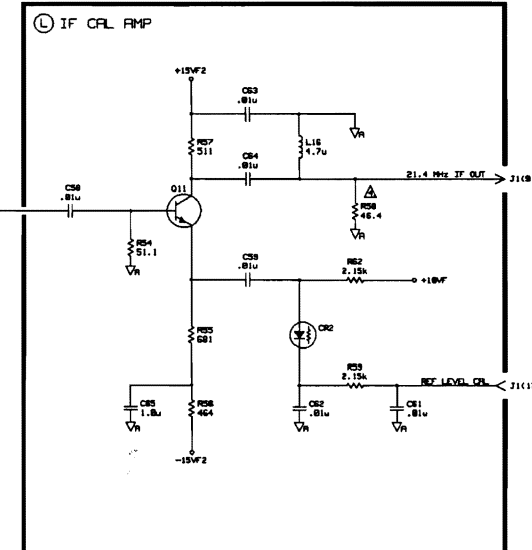 L IF CAL AMP
+15VF2
C63
.01u
R57
511
L16
4.7u
A
C64
.01u
Q11
21.4 MHz IF OUT
J1(9
C58
.01u
4
R58
46.4
A
R54
51.1
A
C59
.01u
R62
2.15k
+10VF
CR2
R55
681
R59
2.15k
REF LEVEL CAL
J1(1
C65
1.0u
A
R56
464
C62
.01u
A
C61
.01u
A
-15VF2